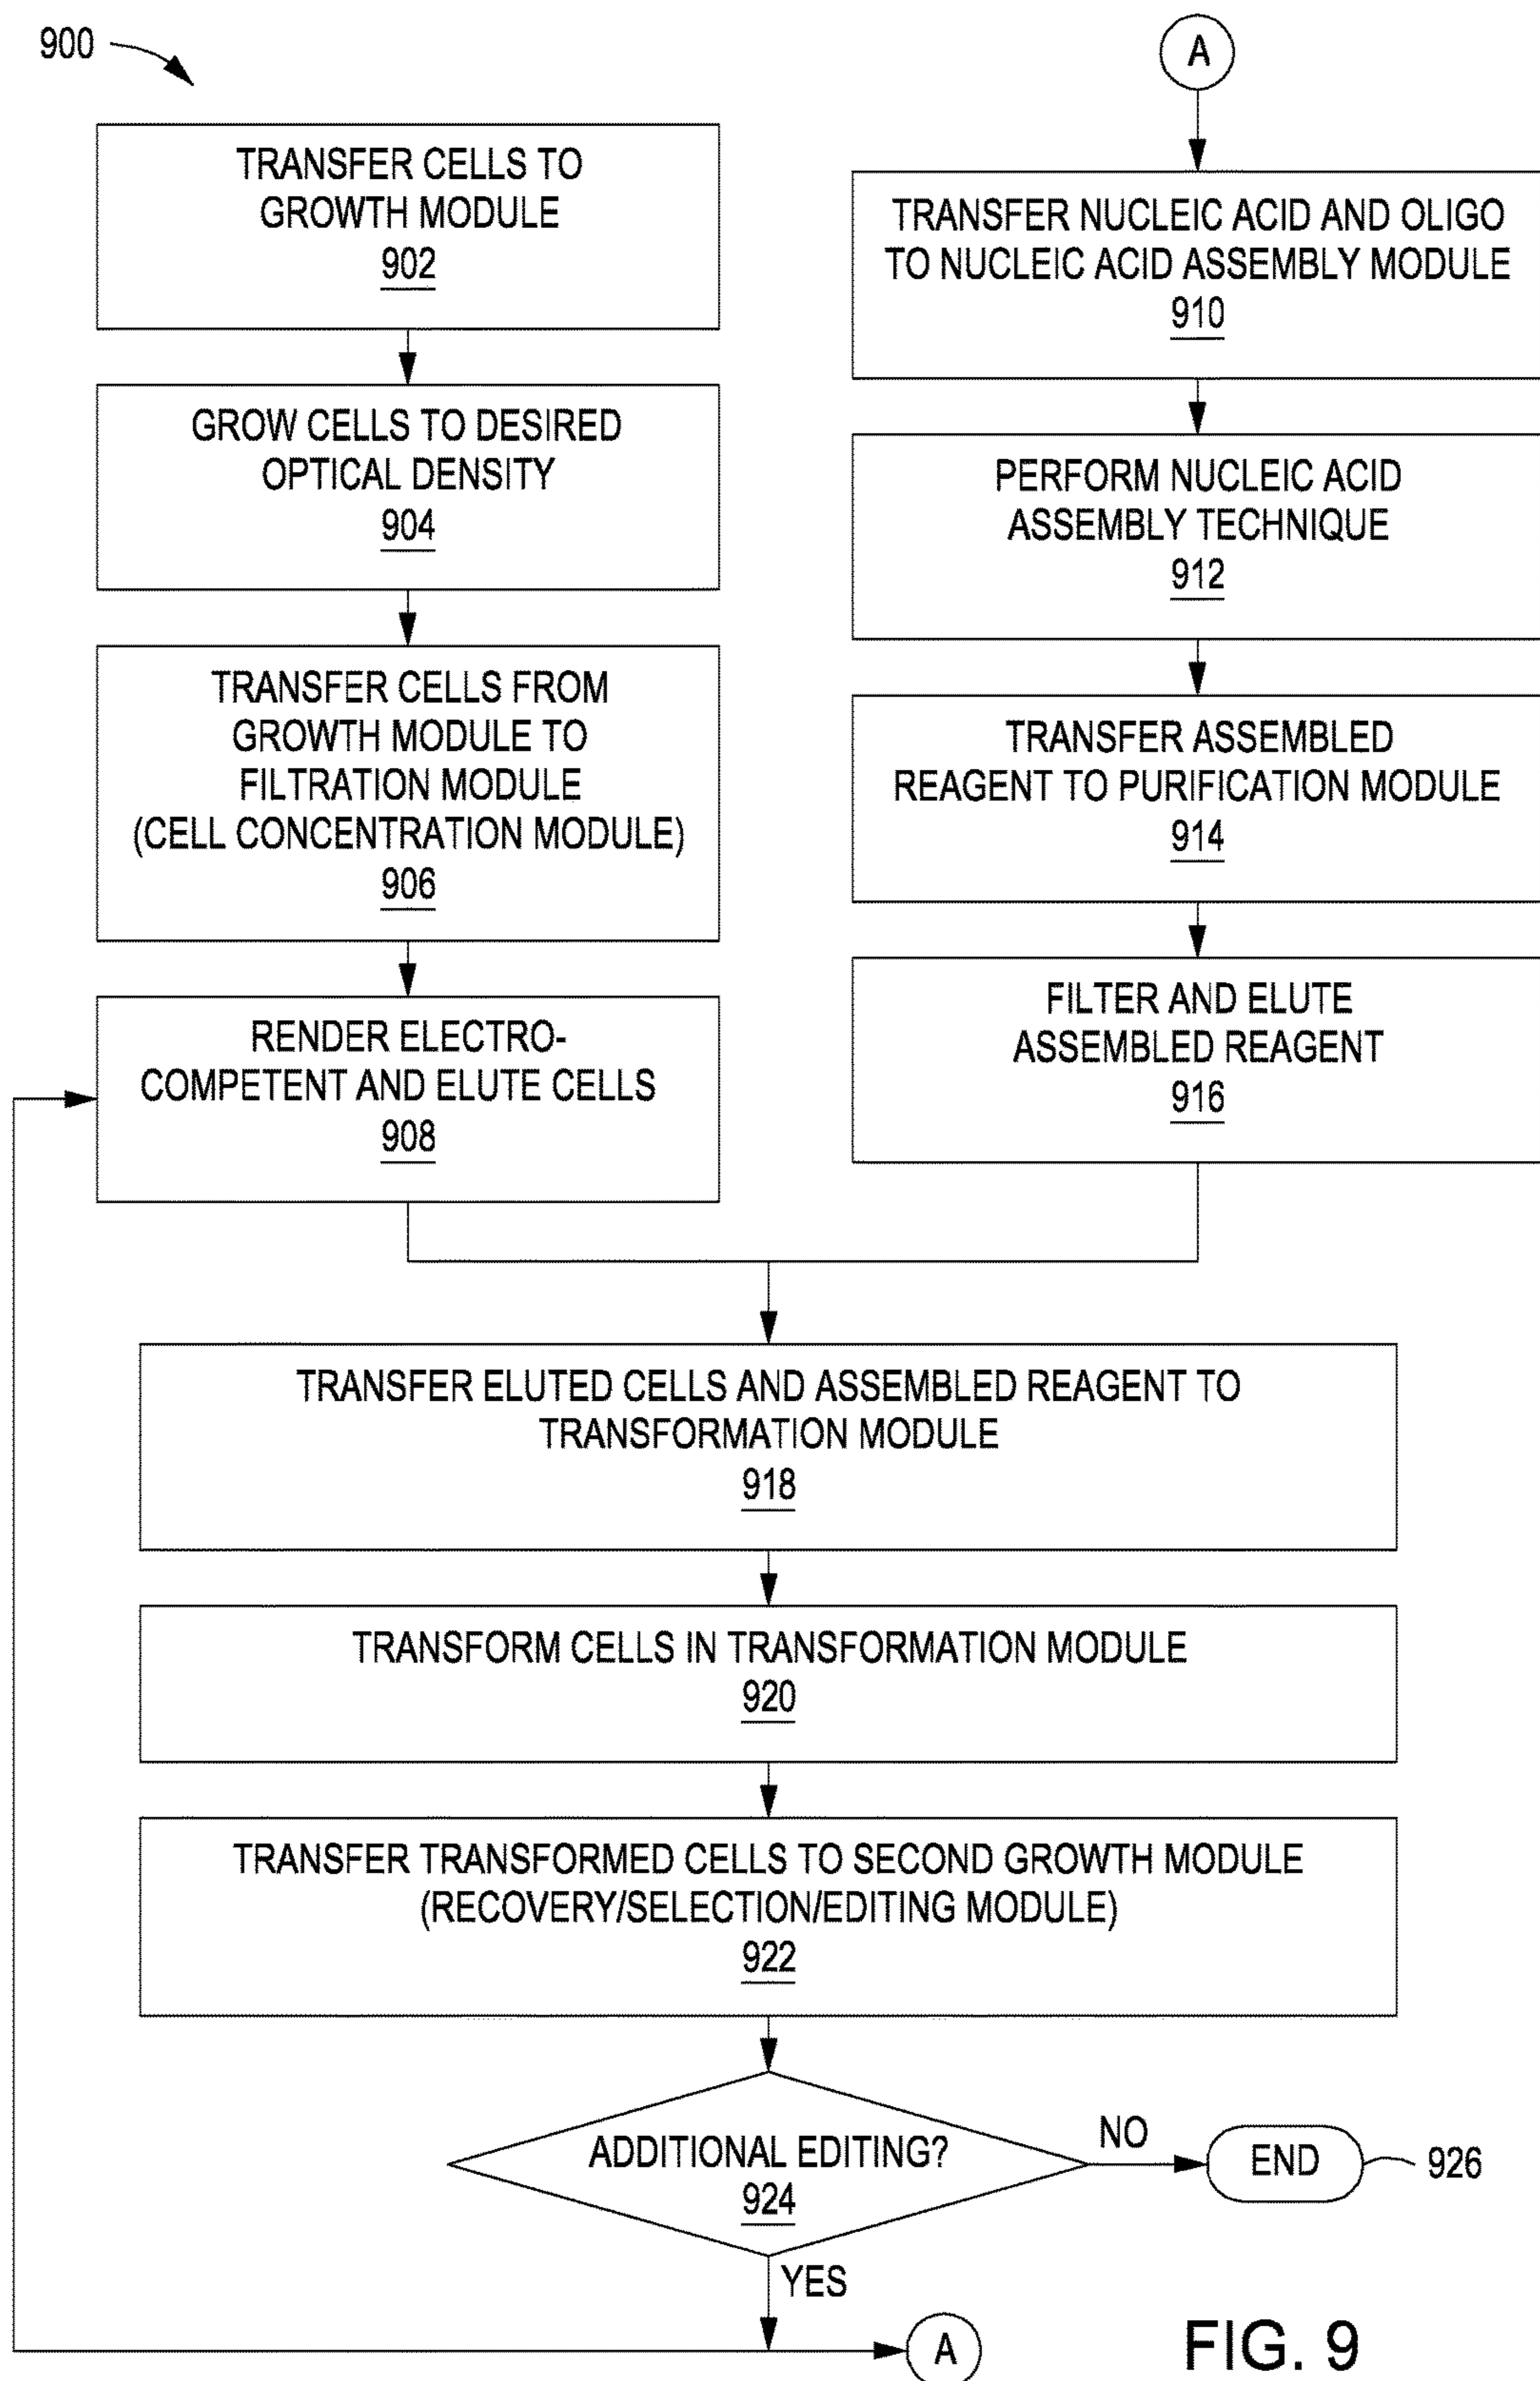 900
TRANSFER CELLS TO
GROWTH MODULE
902
GROW CELLS TO DESIRED
OPTICAL DENSITY
904
TRANSFER CELLS FROM
GROWTH MODULE TO
FILTRATION MODULE
(CELL CONCENTRATION MODULE)
906
RENDER ELECTRO-
COMPETENT AND ELUTE CELLS
908
A
TRANSFER NUCLEIC ACID AND OLIGO
TO NUCLEIC ACID ASSEMBLY MODULE
910
PERFORM NUCLEIC ACID
ASSEMBLY TECHNIQUE
912
TRANSFER ASSEMBLED
REAGENT TO PURIFICATION MODULE
914
FILTER AND ELUTE
ASSEMBLED REAGENT
916
TRANSFER ELUTED CELLS AND ASSEMBLED REAGENT TO
TRANSFORMATION MODULE
918
TRANSFORM CELLS IN TRANSFORMATION MODULE
920
TRANSFER TRANSFORMED CELLS TO SECOND GROWTH MODULE
(RECOVERY/SELECTION/EDITING MODULE)
922
ADDITIONAL EDITING?
924
NO
END
926
YES
A
FIG. 9